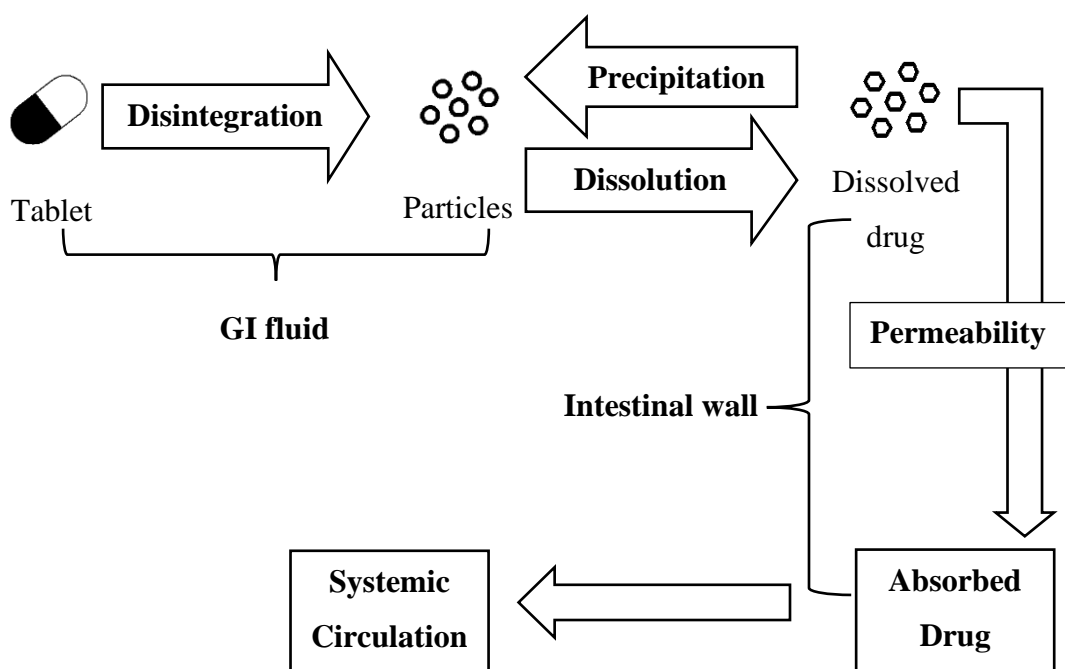 Disintegration
Precipitation
Dissolution
Tablet
Particles
Dissolved
drug
GI fluid
Permeability
Intestinal wall
Systemic
Circulation
Absorbed
Drug